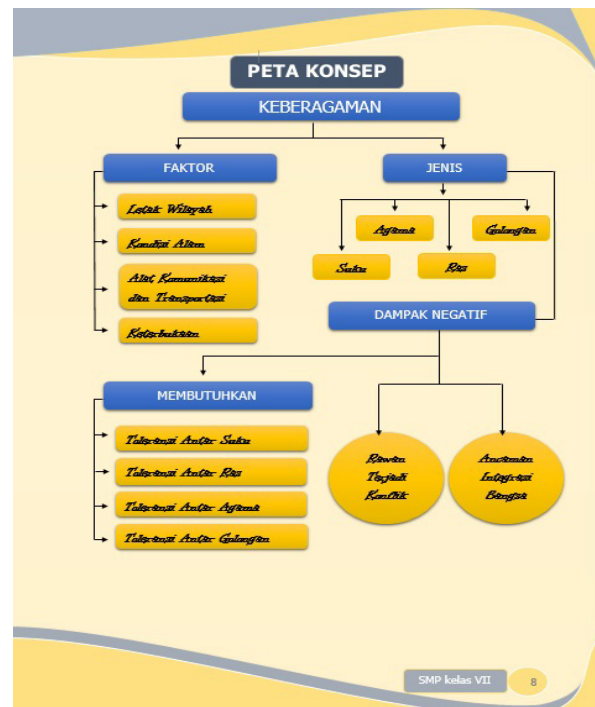 PETA KONSEP
KEBERAGAMAN
FAKTOR
Letak Wilayah
Kondisi Alam
Alat Komunikasi
dan Transportasi
Keterbukaan
JENIS
Agama
Golongan
Suku
Ras
DAMPAK NEGATIF
MEMBUTUHKAN
Toleransi Antar Suku
Toleransi Antar Ras
Toleransi Antar Agama
Toleransi Antar Golongan
Rawan
Terjadi
Konflik
Ancaman
Integrasi
Bangsa
SMP kelas VII
8